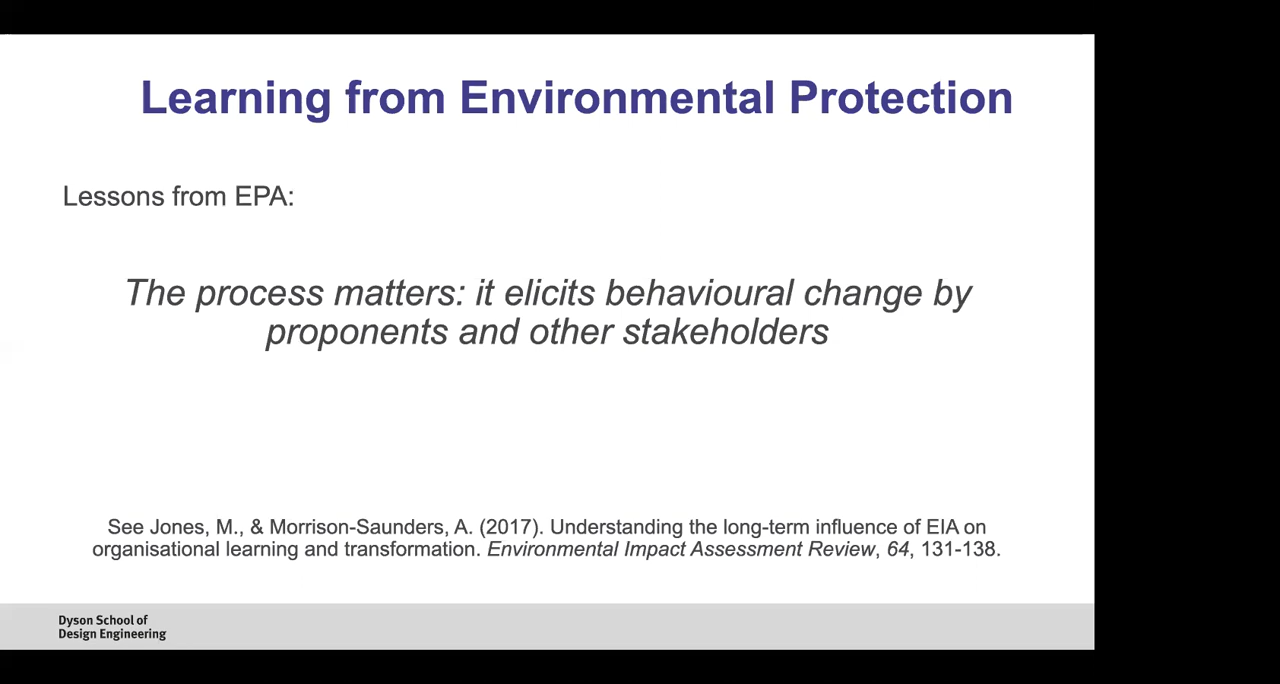 Learning from Environmental Protection
Lessons from EPA:
The process matters: it elicits behavioural change by
proponents and other stakeholders
See Jones, M., & Morrison-Saunders, A. (2017). Understanding the long-term influence of EIA on
organisational learning and transformation. Environmental Impact Assessment Review, 64, 131-138.
Dyson School of
Design Engineering